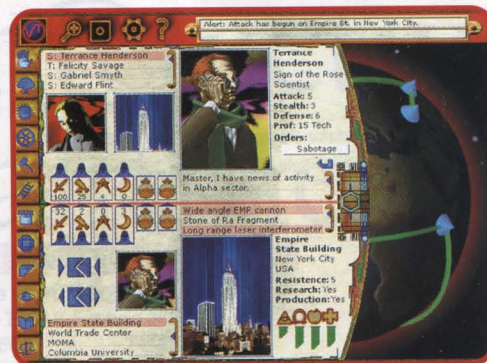 Alert: Attack has begun on Empire St. in New York City.
S: Terrance Henderson
T: Felicity Savage
S: Gabriel Smyth
S: Edward Flint
Terrance
Henderson
Sign of the Rose
Scientist
Attack: 5
Stealth: 3
Defense: 6
Prof: 15 Tech
Orders:
Sabotage
Master, I have news of activity
in Alpha sector.
100 25 4 0
32 2 0 3
Wide angle EMP cannon
Stone of Ra Fragment
Long range laser interferometer
Empire
State Building
New York City
USA
Resistence: 5
Research: Yes
Production: Yes
Empire State Building
World Trade Center
MOMA
Columbia University